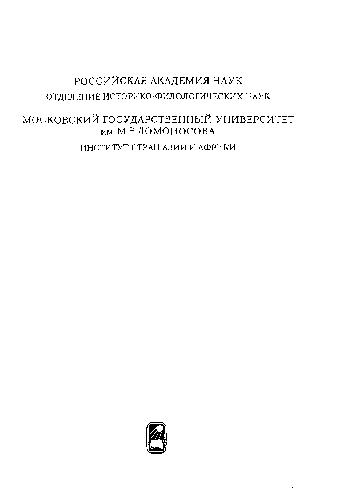 РОССИЙСКАЯ АКАДЕМИЯ НАУК
ОТДЕЛЕНИЕ ИСТОРИКО-ФИЛОЛОГИЧЕСКИХ НАУК
МОСКОВСКИЙ ГОСУДАРСТВЕННЫЙ УНИВЕРСИТЕТ
им. М. В. ЛОМОНОСОВА
ИНСТИТУТ СТРАН АЗИИ И АФРИКИ